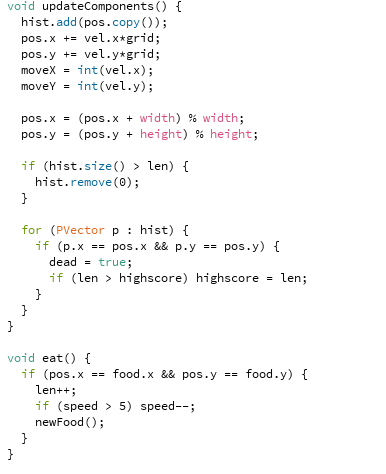 void updateComponents() {
  hist.add(pos.copy());
  pos.x += vel.x*grid;
  pos.y += vel.y*grid;
  moveX = int(vel.x);
  moveY = int(vel.y);

  pos.x = (pos.x + width) % width;
  pos.y = (pos.y + height) % height;

  if (hist.size() > len) {
    hist.remove(0);
  }

  for (PVector p : hist) {
    if (p.x == pos.x && p.y == pos.y) {
      dead = true;
      if (len > highscore) highscore = len;
    }
  }
}

void eat() {
  if (pos.x == food.x && pos.y == food.y) {
    len++;
    if (speed > 5) speed--;
    newFood();
  }
}